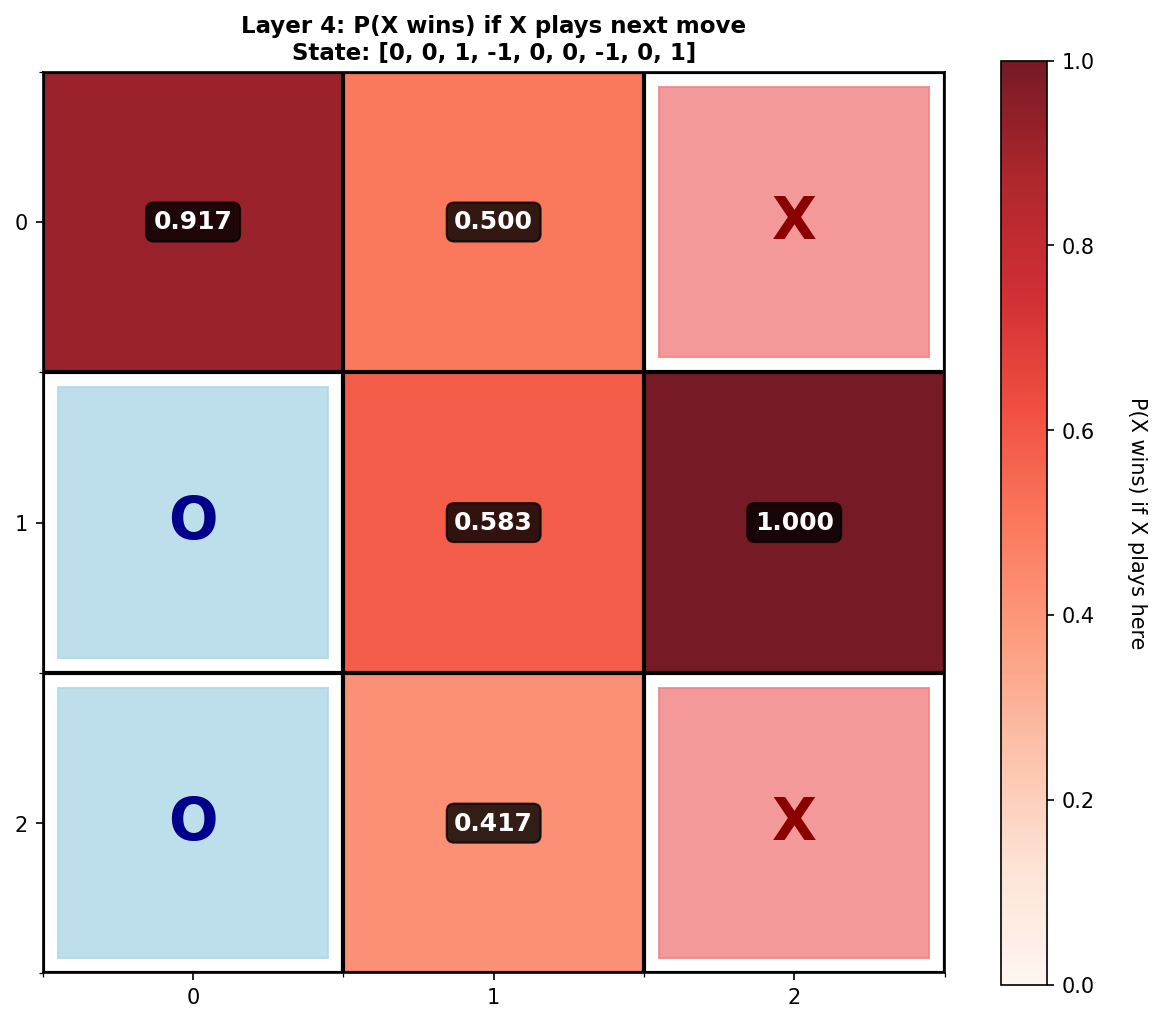 Layer 4: P(X wins) if X plays next move
State: [0, 0, 1, -1, 0, 0, -1, 0, 1]
1.0
0
0.917
0.500
X
0.8
1
O
0.583
1.000
0.6
P(X wins) if X plays here
0.4
2
O
0.417
X
0.2
0.0
0
1
2